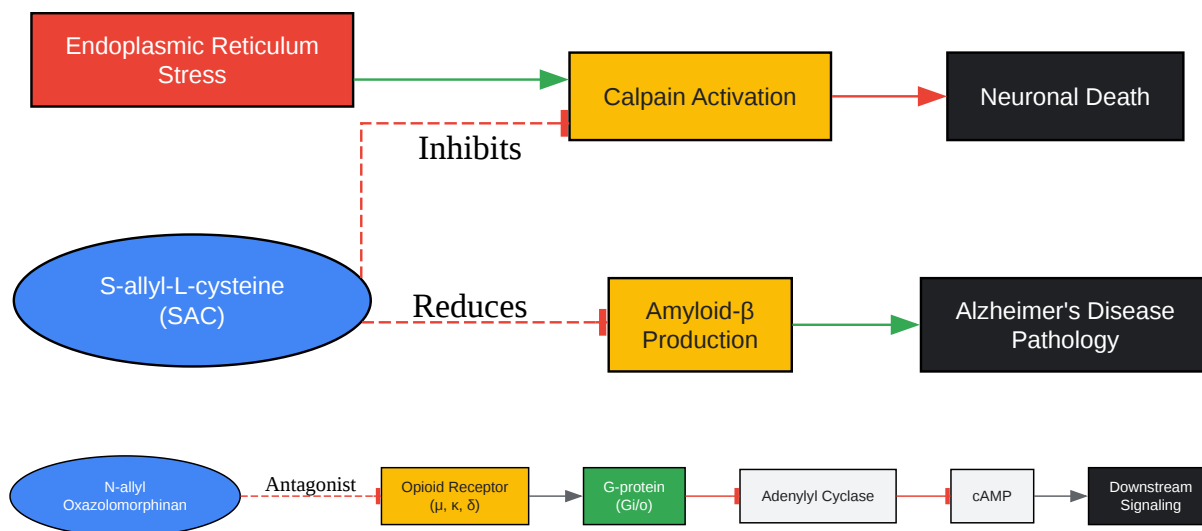 Endoplasmic Reticulum
Stress
Calpain Activation
Neuronal Death
Inhibits
S-allyl-L-cysteine
(SAC)
Reduces
Amyloid-β
Production
Alzheimer's Disease
Pathology
N-allyl
Oxazolomorphinan
Antagonist
Opioid Receptor
(μ, κ, δ)
G-protein
(Gi/o)
Adenylyl Cyclase
cAMP
Downstream
Signaling